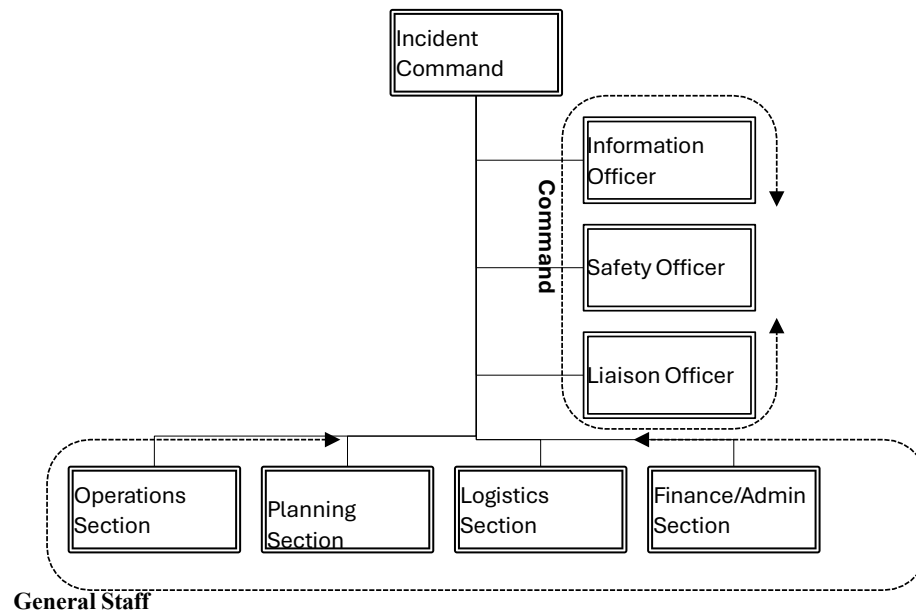 Incident
Command
Information
Officer
Command
Safety Officer
Liaison Officer
Operations
Section
Planning
Section
Logistics
Section
Finance/Admin
Section
General Staff